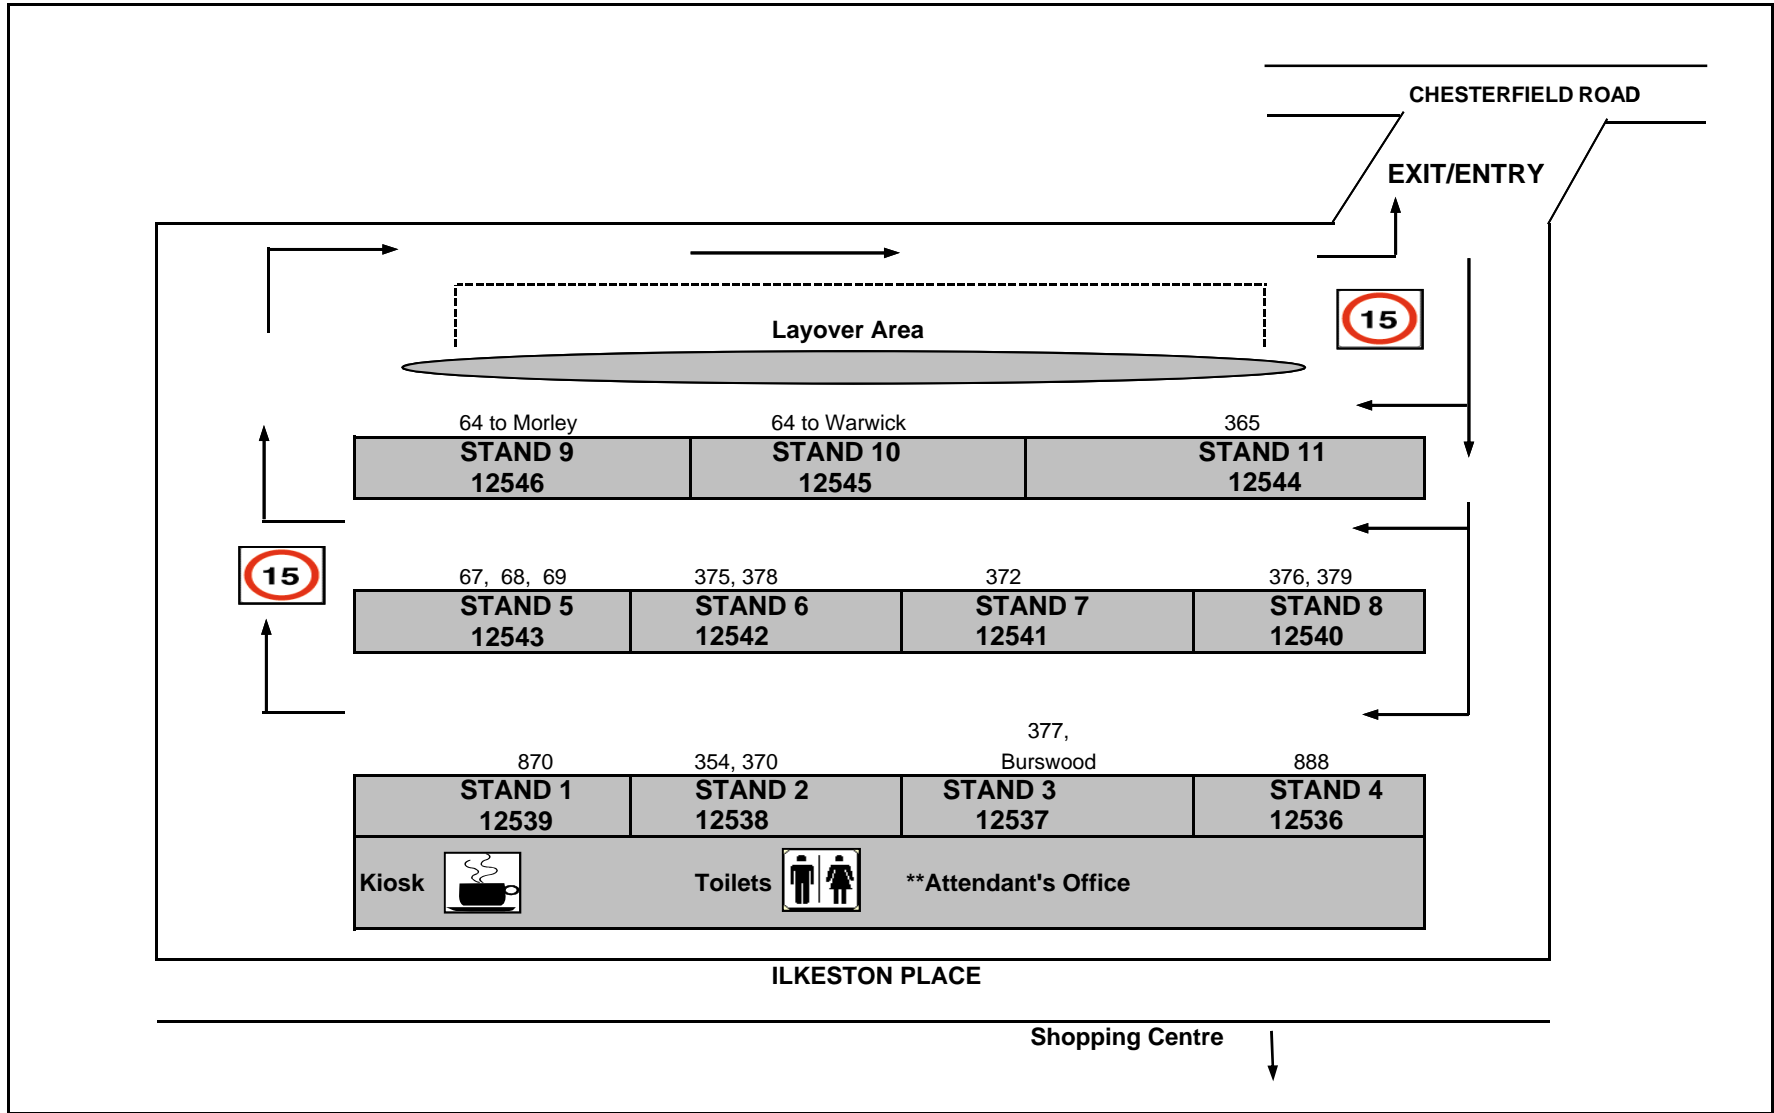 CHESTERFIELD ROAD
EXIT/ENTRY
15
Layover Area
64 to Morley 64 to Warwick 365
STAND 9 STAND 10 STAND 11
12546 12545 12544
15
67, 68, 69 375, 378 372 376, 379
STAND 5 STAND 6 STAND 7 STAND 8
12543 12542 12541 12540
377,
870 354, 370 Burswood 888
STAND 1 STAND 2 STAND 3 STAND 4
12539 12538 12537 12536
Kiosk Toilets **Attendant's Office
ILKESTON PLACE
Shopping Centre